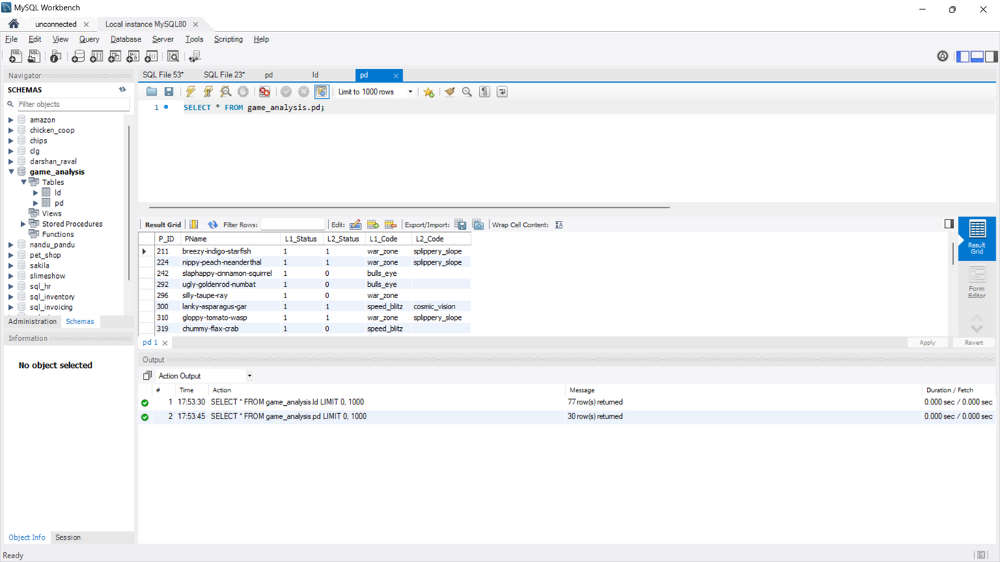 MySQL Workbench
unconnected
Local instance MySQL80
File Edit View Query Database Server Tools Scripting Help
Navigator
SCHEMAS
Filter objects
amazon
chicken_coop
chips
clg
darshan_raval
game_analysis
Tables
ld
pd
Views
Stored Procedures
Functions
nandu_pandu
pet_shop
sakila
slimeshow
sql_hr
sql_inventory
sql_invoicing
Administration Schemas
Information
No object selected
Object Info Session
SQL File 53* SQL File 23* pd ld pd
Limit to 1000 rows
1 SELECT * FROM game_analysis.pd;
Result Grid Filter Rows: Edit: Export/Import: Wrap Cell Content:
P_ID PName L1_Status L2_Status L1_Code L2_Code
211 breezy-indigo-starfish 1 1 war_zone splippery_slope
224 nippy-peach-neanderthal 1 1 war_zone splippery_slope
242 slaphappy-cinnamon-squirrel 1 0 bulls_eye
292 ugly-goldenrod-numbat 1 0 bulls_eye
296 silly-taupe-ray 1 0 war_zone
300 lanky-asparagus-gar 1 1 speed_blitz cosmic_vision
310 gloppy-tomato-wasp 1 1 war_zone splippery_slope
319 chummy-flax-crab 1 0 speed_blitz
Result
Grid
Form
Editor
pd 1
Apply Revert
Output
Action Output
# Time Action Message Duration / Fetch
1 17:53:30 SELECT * FROM game_analysis.ld LIMIT 0, 1000 77 row(s) returned 0.000 sec / 0.000 sec
2 17:53:45 SELECT * FROM game_analysis.pd LIMIT 0, 1000 30 row(s) returned 0.000 sec / 0.000 sec
Ready